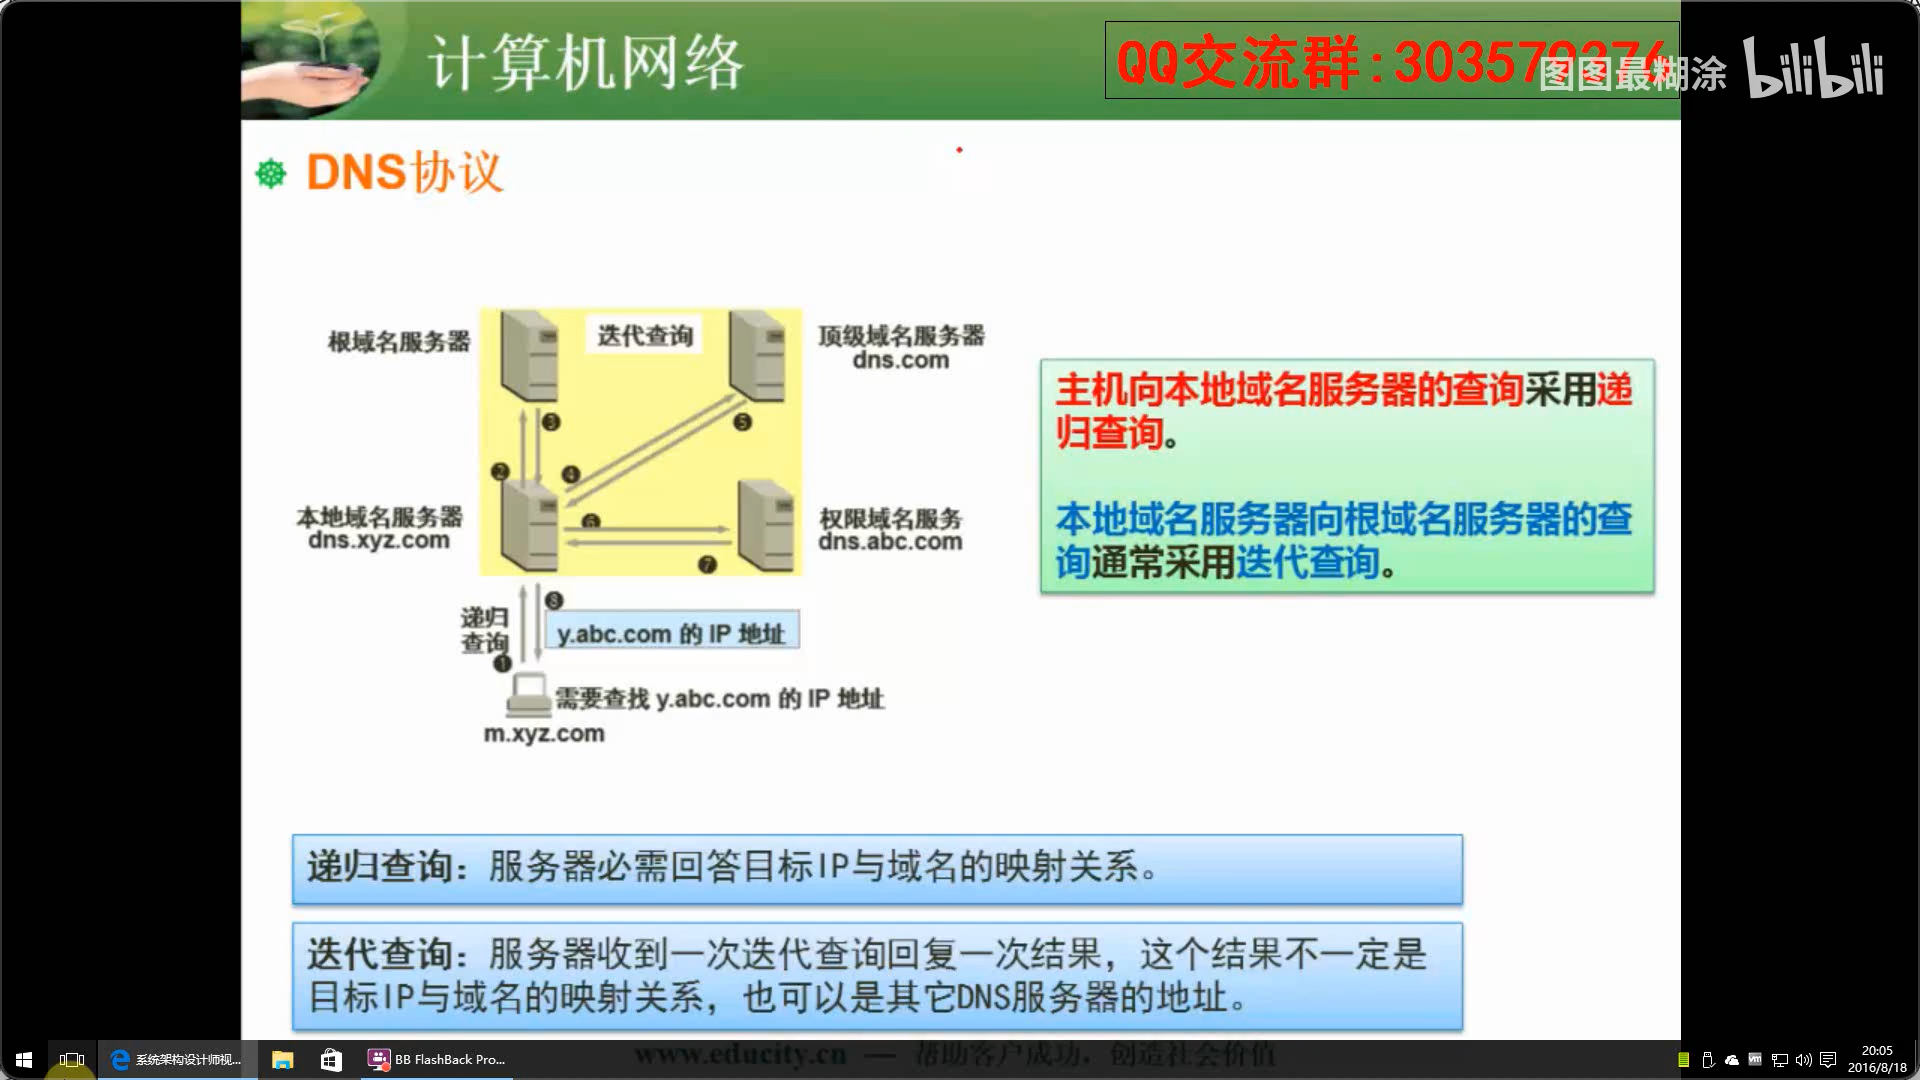 计算机网络
QQ交流群:303579376
图图最糊涂 bilibili
DNS协议
根域名服务器
迭代查询
顶级域名服务器
dns.com
❸
❺
❷
❹
本地域名服务器
dns.xyz.com
❻
权限域名服务
dns.abc.com
❼
递归
查询
❽
y.abc.com 的 IP 地址
❶
需要查找 y.abc.com 的 IP 地址
m.xyz.com
主机向本地域名服务器的查询采用递
归查询。
本地域名服务器向根域名服务器的查
询通常采用迭代查询。
递归查询：服务器必需回答目标IP与域名的映射关系。
迭代查询：服务器收到一次迭代查询回复一次结果，这个结果不一定是
目标IP与域名的映射关系，也可以是其它DNS服务器的地址。
www.educity.cn — 帮助客户成功，创造社会价值
系统架构设计师视...
BB FlashBack Pro...
20:05
2016/8/18